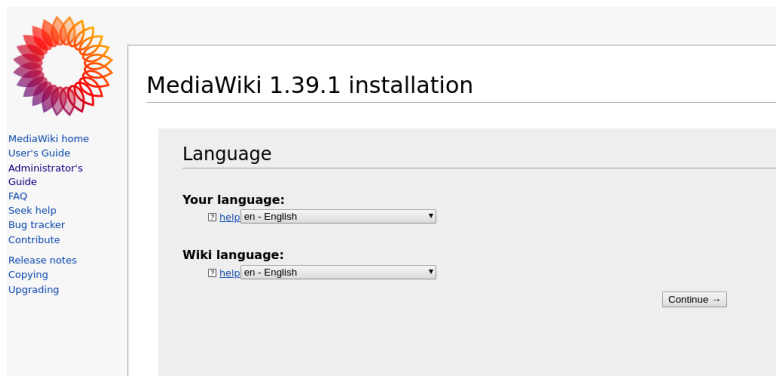 MediaWiki home
User's Guide
Administrator's
Guide
FAQ
Seek help
Bug tracker
Contribute
Release notes
Copying
Upgrading
MediaWiki 1.39.1 installation
Language
Your language:
? help en - English ▼
Wiki language:
? help en - English ▼
Continue →